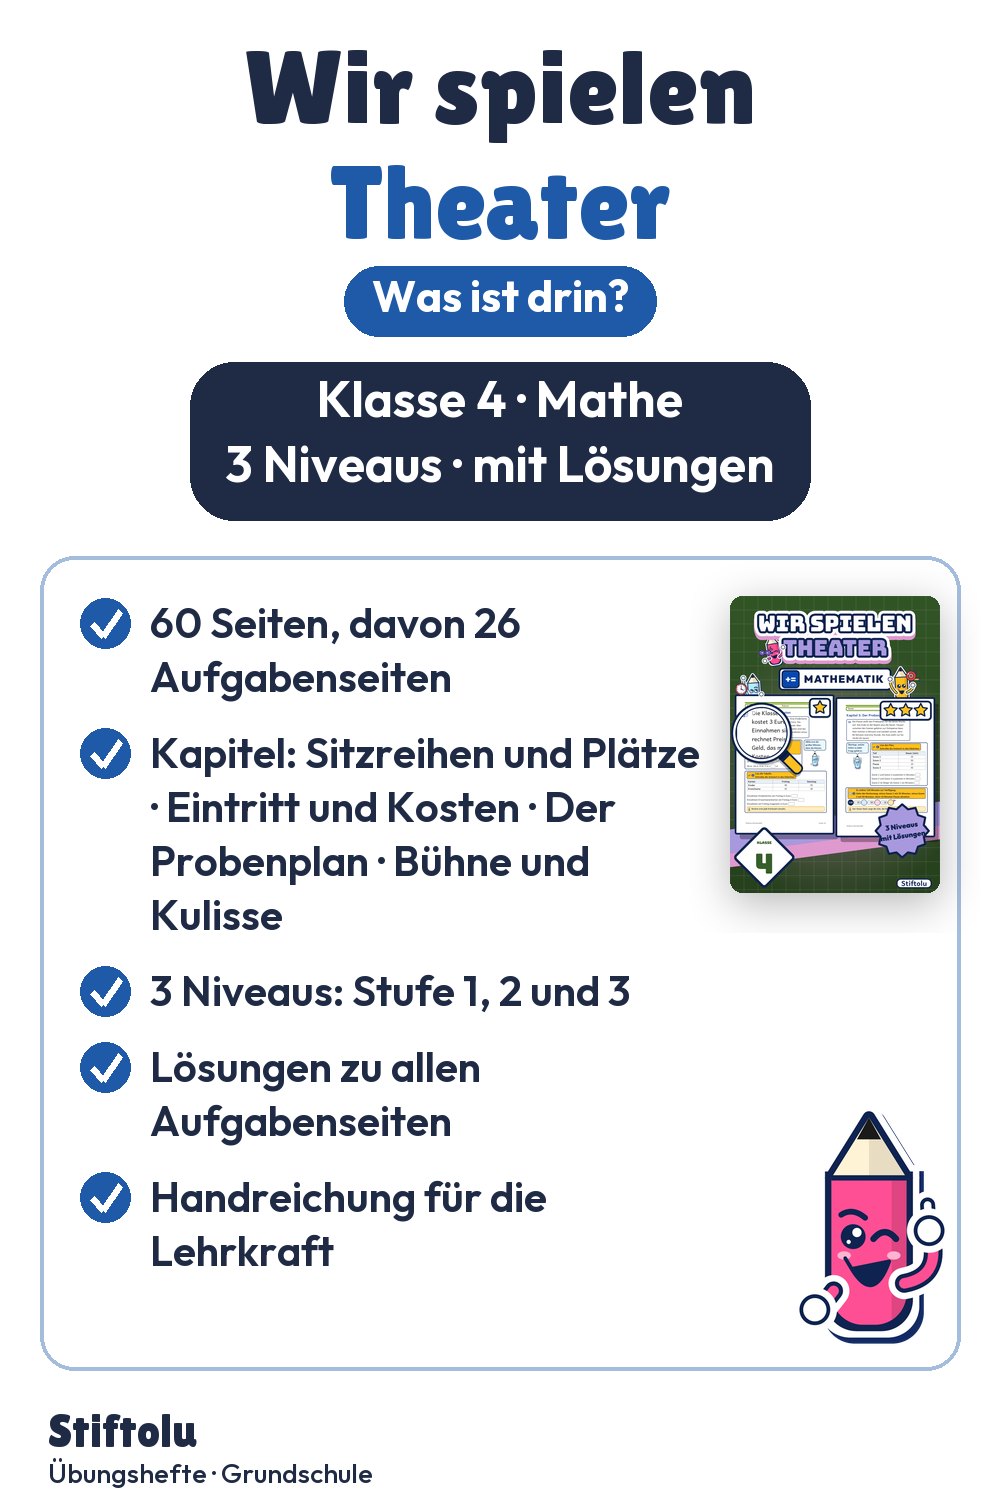 Wir spielen
Theater
Was ist drin?
Klasse 4 · Mathe
3 Niveaus · mit Lösungen
60 Seiten, davon 26
Aufgabenseiten
Kapitel: Sitzreihen und Plätze
· Eintritt und Kosten · Der
Probenplan · Bühne und
Kulisse
3 Niveaus: Stufe 1, 2 und 3
Lösungen zu allen
Aufgabenseiten
Handreichung für die
Lehrkraft
WIR SPIELEN
THEATER
MATHEMATIK
3 Niveaus
mit Lösungen
KLASSE
4
Stiftolu
Stiftolu
Übungshefte · Grundschule